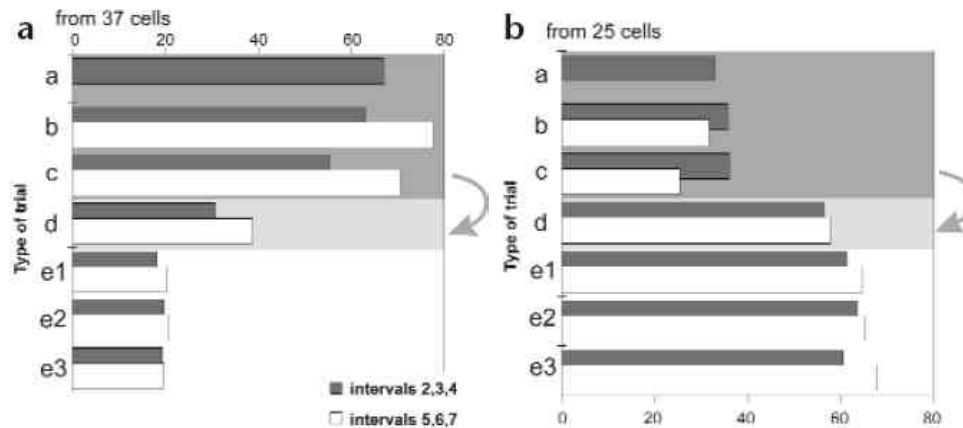 a from 37 cells
0 20 40 60 80
Type of trial
a
b
c
d
e1
e2
e3
intervals 2,3,4
intervals 5,6,7
b from 25 cells
Type of trial
a
b
c
d
e1
e2
e3
0 20 40 60 80